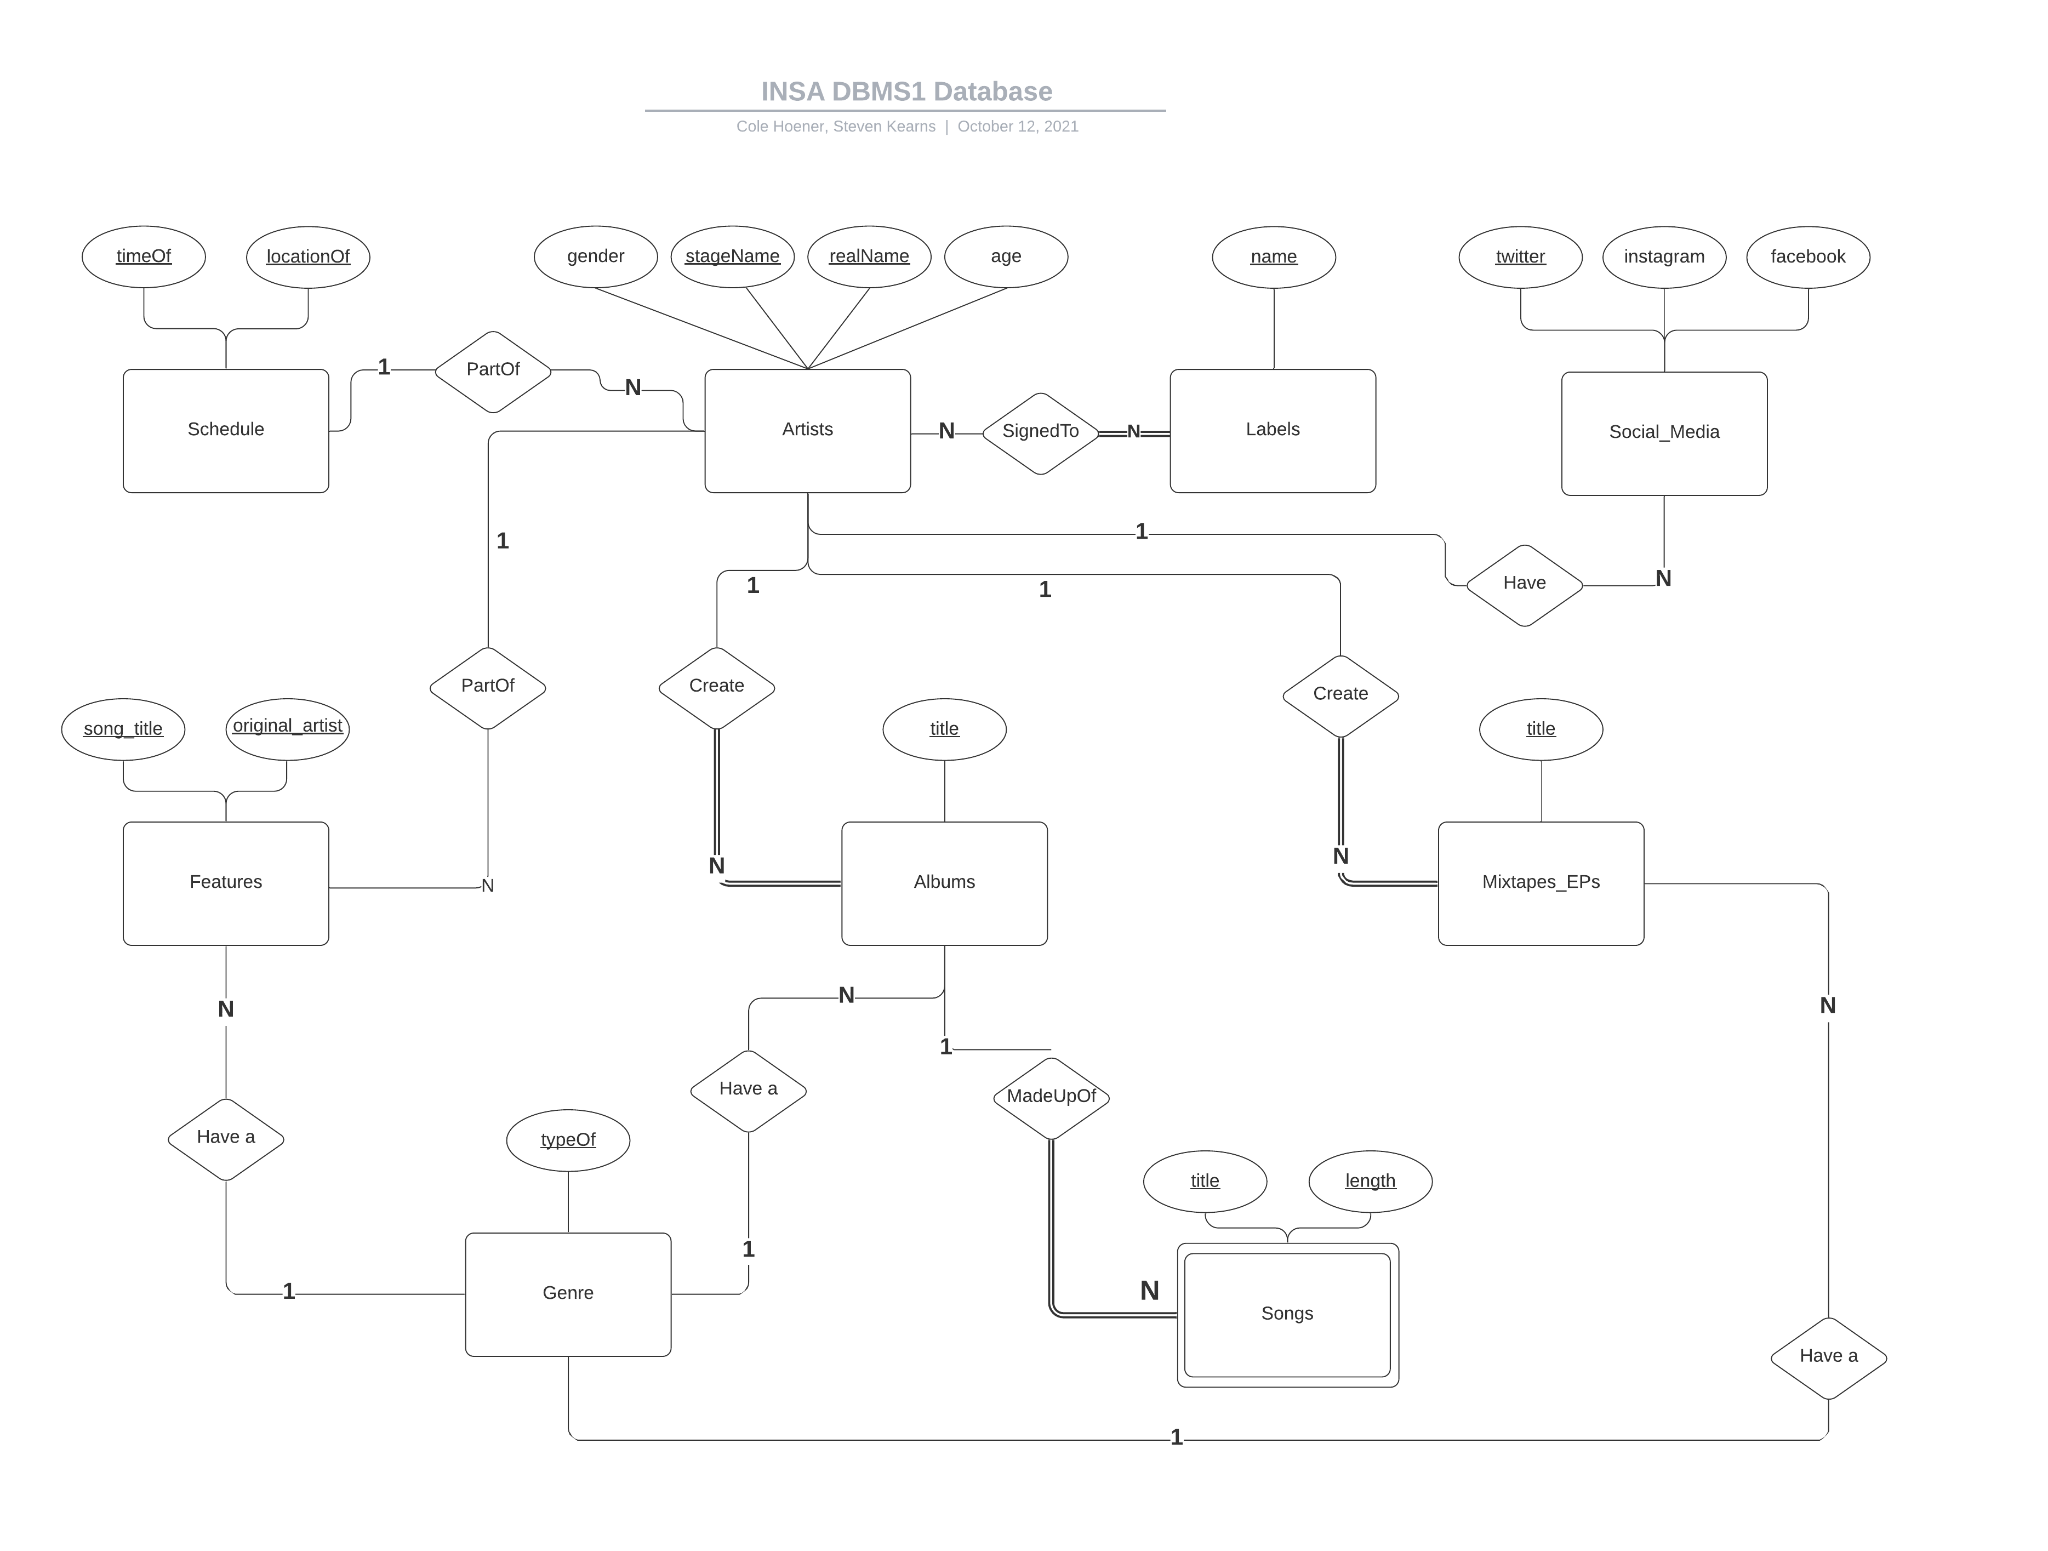 INSA DBMS1 Database
Cole Hoener, Steven Kearns | October 12, 2021
timeOf
locationOf
gender
stageName
realName
age
name
twitter
instagram
facebook
1
PartOf
N
Schedule
Artists
N
SignedTo
N
Labels
Social_Media
1
1
Have
N
1
1
PartOf
Create
Create
song_title
original_artist
title
title
N
N
Features
N
Albums
Mixtapes_EPs
N
N
N
1
Have a
MadeUpOf
Have a
typeOf
title
length
1
1
Genre
N
Songs
Have a
1